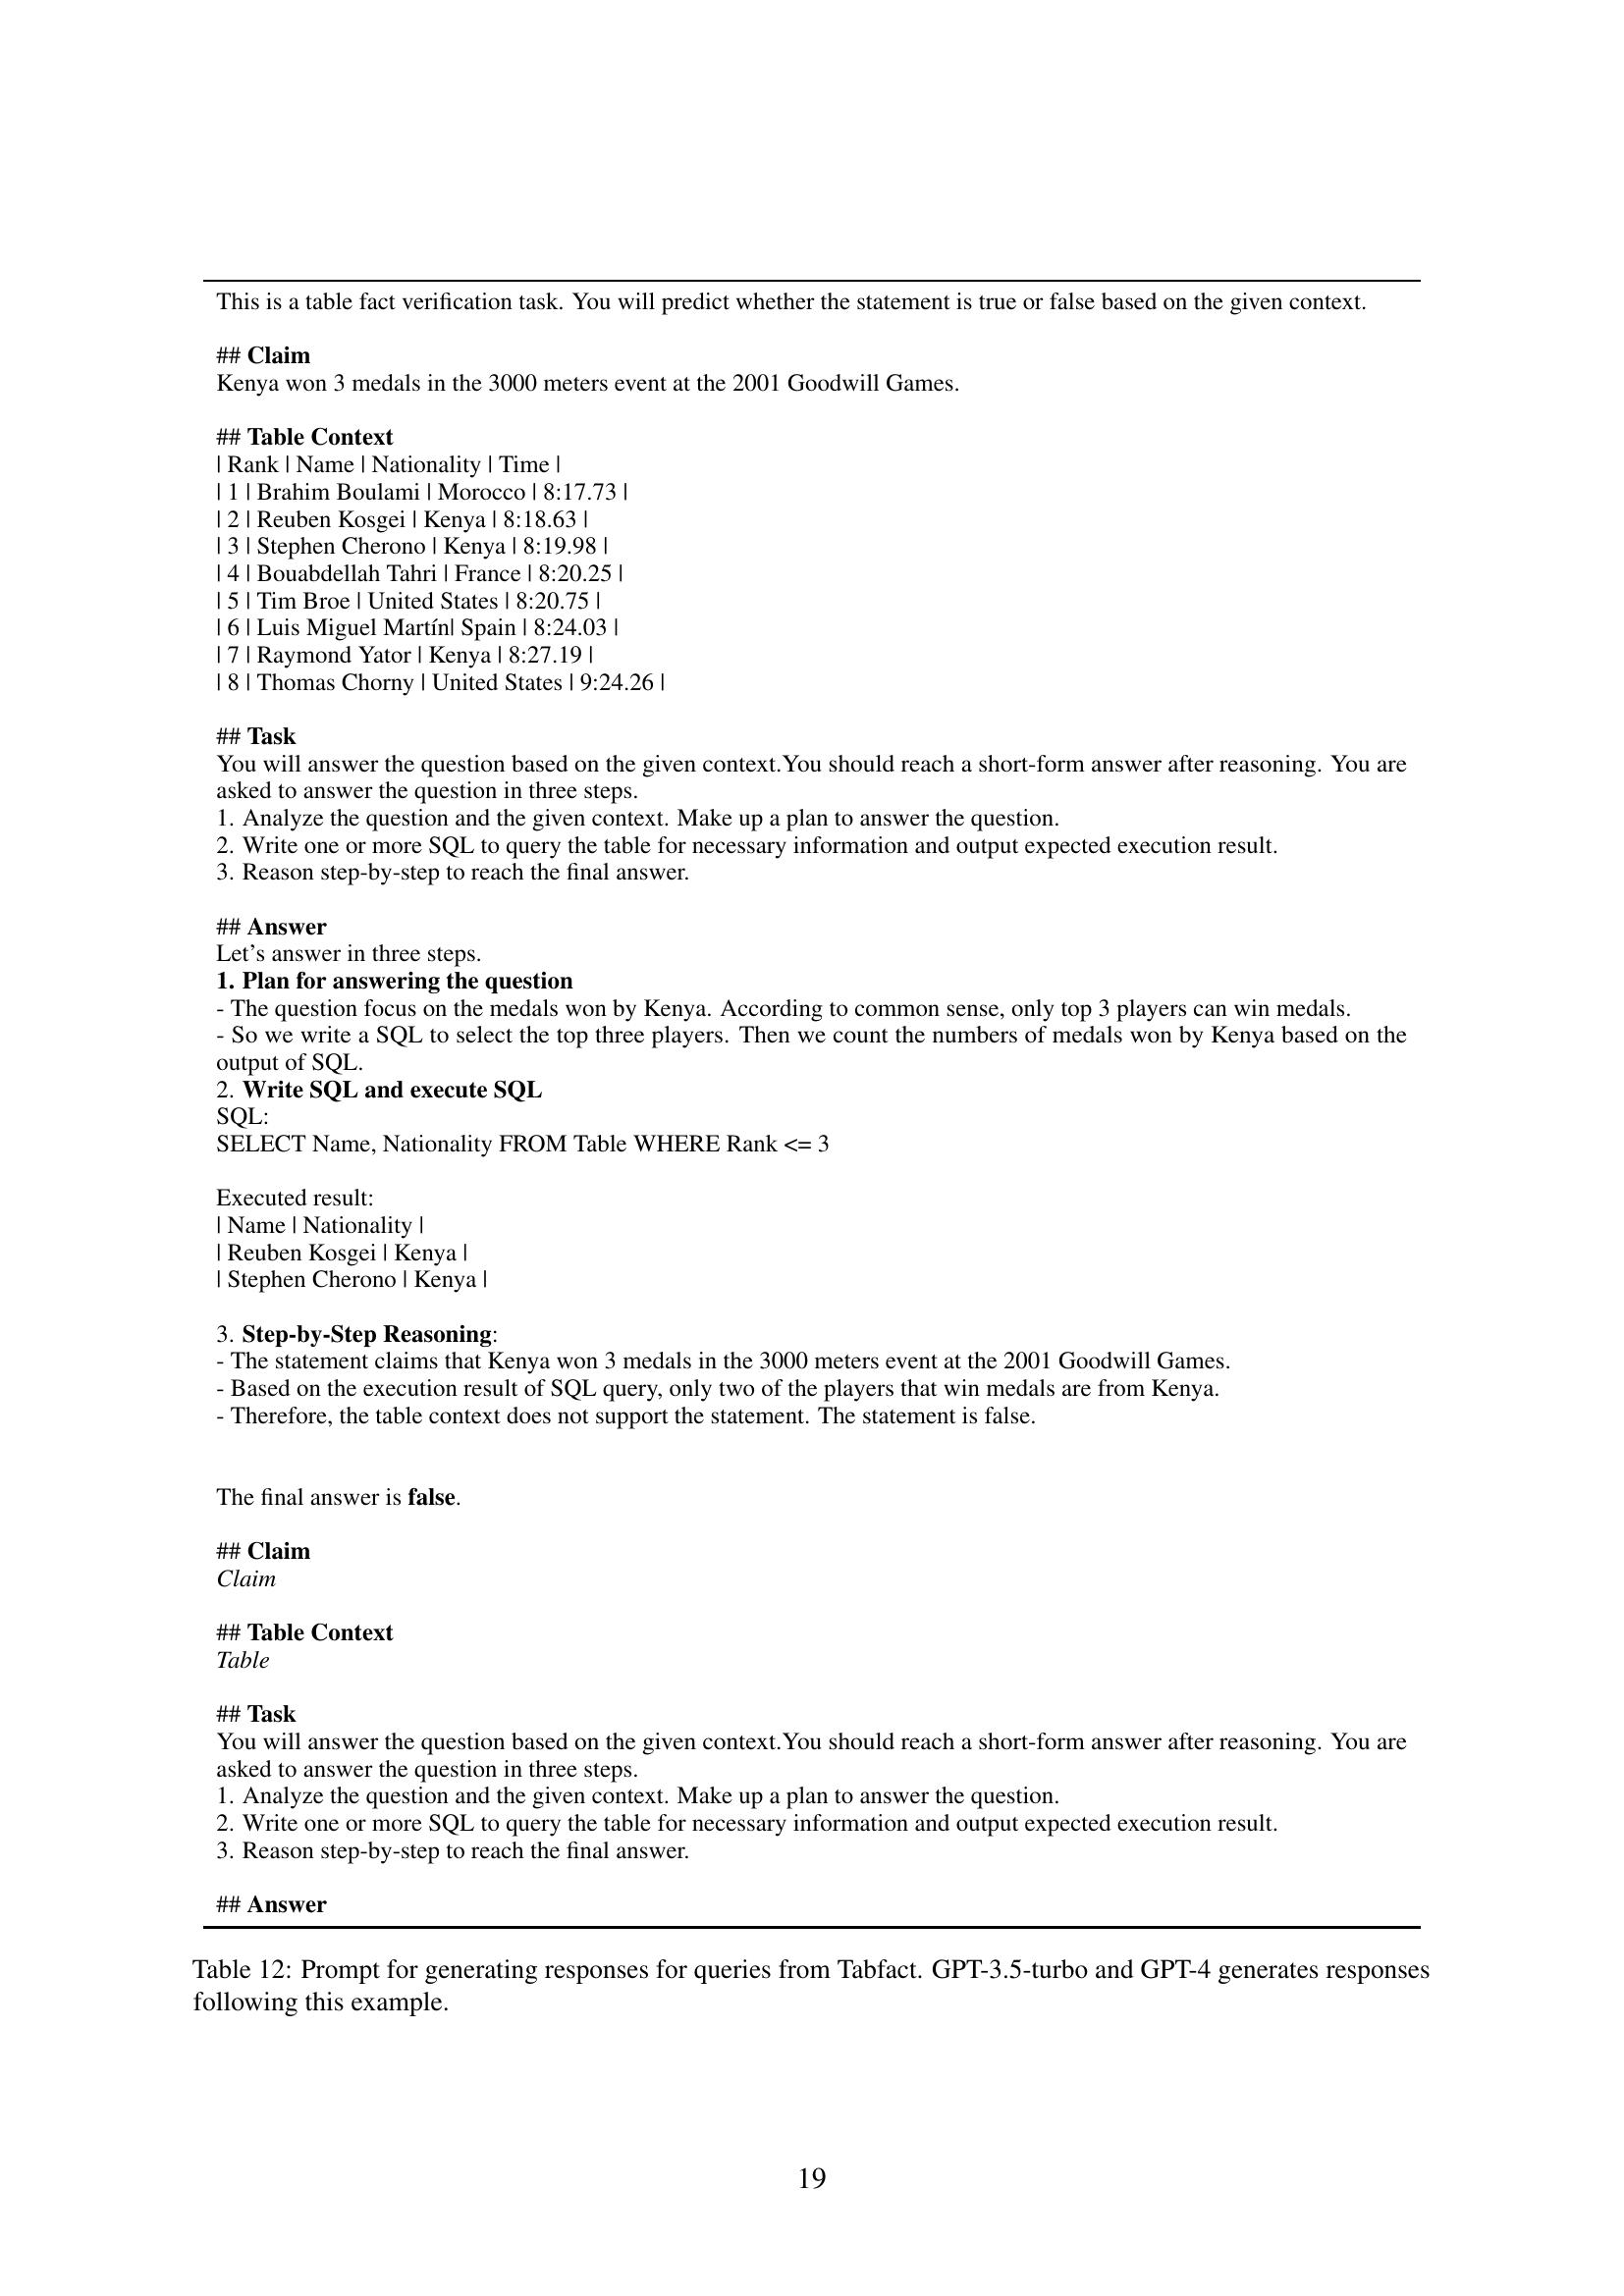 This is a table fact verification task. You will predict whether the statement is true or false based on the given context.
## Claim
Kenya won 3 medals in the 3000 meters event at the 2001 Goodwill Games.
## Table Context
| Rank | Name | Nationality | Time |
| 1 | Brahim Boulami | Morocco | 8:17.73 |
| 2 | Reuben Kosgei | Kenya | 8:18.63 |
| 3 | Stephen Cherono | Kenya | 8:19.98 |
| 4 | Bouabdellah Tahri | France | 8:20.25 |
| 5 | Tim Broe | United States | 8:20.75 |
| 6 | Luis Miguel Martín| Spain | 8:24.03 |
| 7 | Raymond Yator | Kenya | 8:27.19 |
| 8 | Thomas Chorny | United States | 9:24.26 |
## Task
You will answer the question based on the given context.You should reach a short-form answer after reasoning. You are
asked to answer the question in three steps.
1. Analyze the question and the given context. Make up a plan to answer the question.
2. Write one or more SQL to query the table for necessary information and output expected execution result.
3. Reason step-by-step to reach the final answer.
## Answer
Let's answer in three steps.
1. Plan for answering the question
- The question focus on the medals won by Kenya. According to common sense, only top 3 players can win medals.
- So we write a SQL to select the top three players. Then we count the numbers of medals won by Kenya based on the
output of SQL.
2. Write SQL and execute SQL
SQL:
SELECT Name, Nationality FROM Table WHERE Rank <= 3
Executed result:
| Name | Nationality |
| Reuben Kosgei | Kenya |
| Stephen Cherono | Kenya |
3. Step-by-Step Reasoning:
- The statement claims that Kenya won 3 medals in the 3000 meters event at the 2001 Goodwill Games.
- Based on the execution result of SQL query, only two of the players that win medals are from Kenya.
- Therefore, the table context does not support the statement. The statement is false.
The final answer is false.
## Claim
Claim
## Table Context
Table
## Task
You will answer the question based on the given context.You should reach a short-form answer after reasoning. You are
asked to answer the question in three steps.
1. Analyze the question and the given context. Make up a plan to answer the question.
2. Write one or more SQL to query the table for necessary information and output expected execution result.
3. Reason step-by-step to reach the final answer.
## Answer
Table 12: Prompt for generating responses for queries from Tabfact. GPT-3.5-turbo and GPT-4 generates responses
following this example.
19